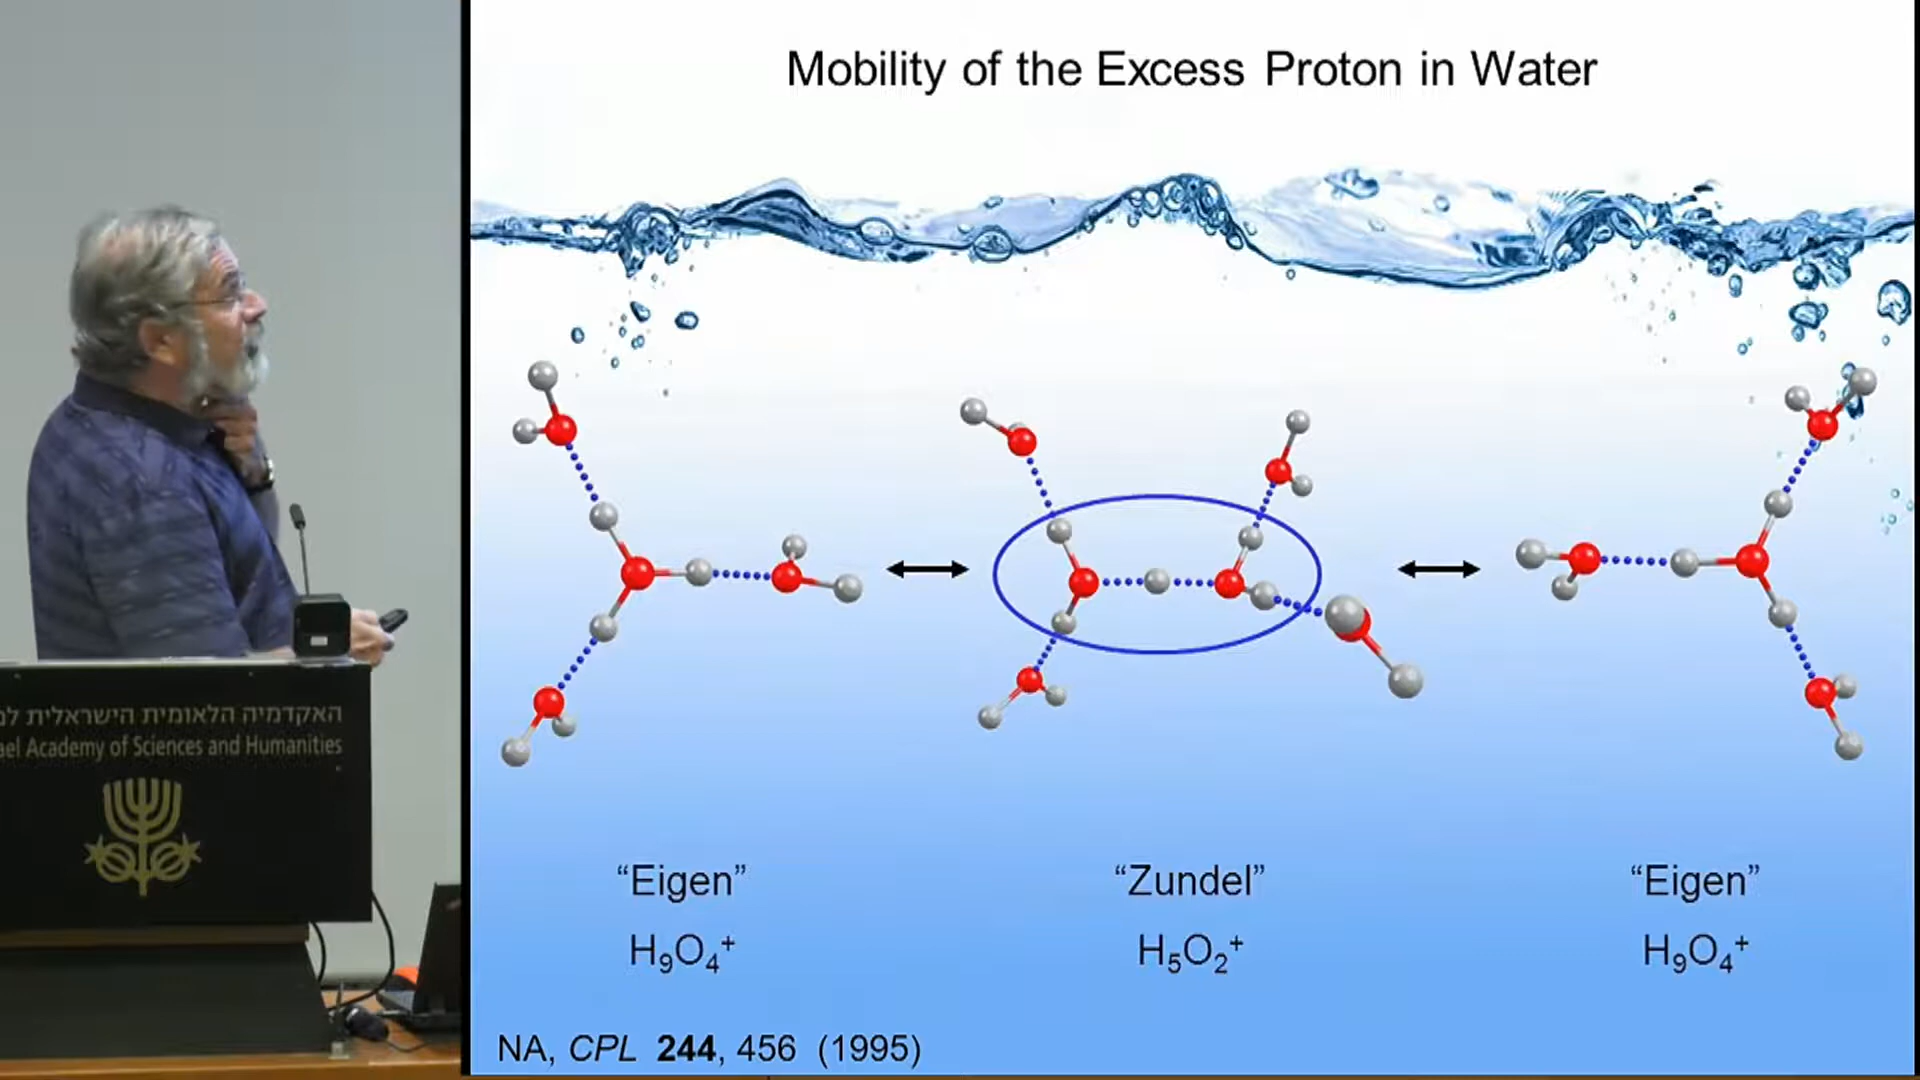 Mobility of the Excess Proton in Water
“Eigen”
“Zundel”
“Eigen”
H₉O₄⁺
H₅O₂⁺
H₉O₄⁺
NA, CPL 244, 456 (1995)
האקדמיה הלאומית הישראלית
Academy of Sciences and Humanities